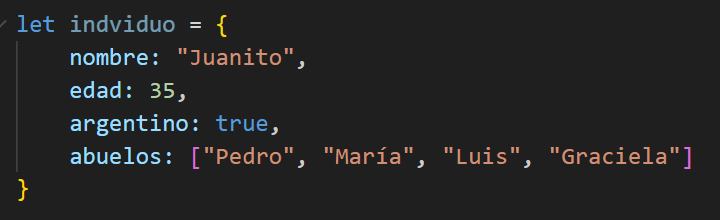 let indviduo = {
    nombre: "Juanito",
    edad: 35,
    argentino: true,
    abuelos: ["Pedro", "María", "Luis", "Graciela"]
}